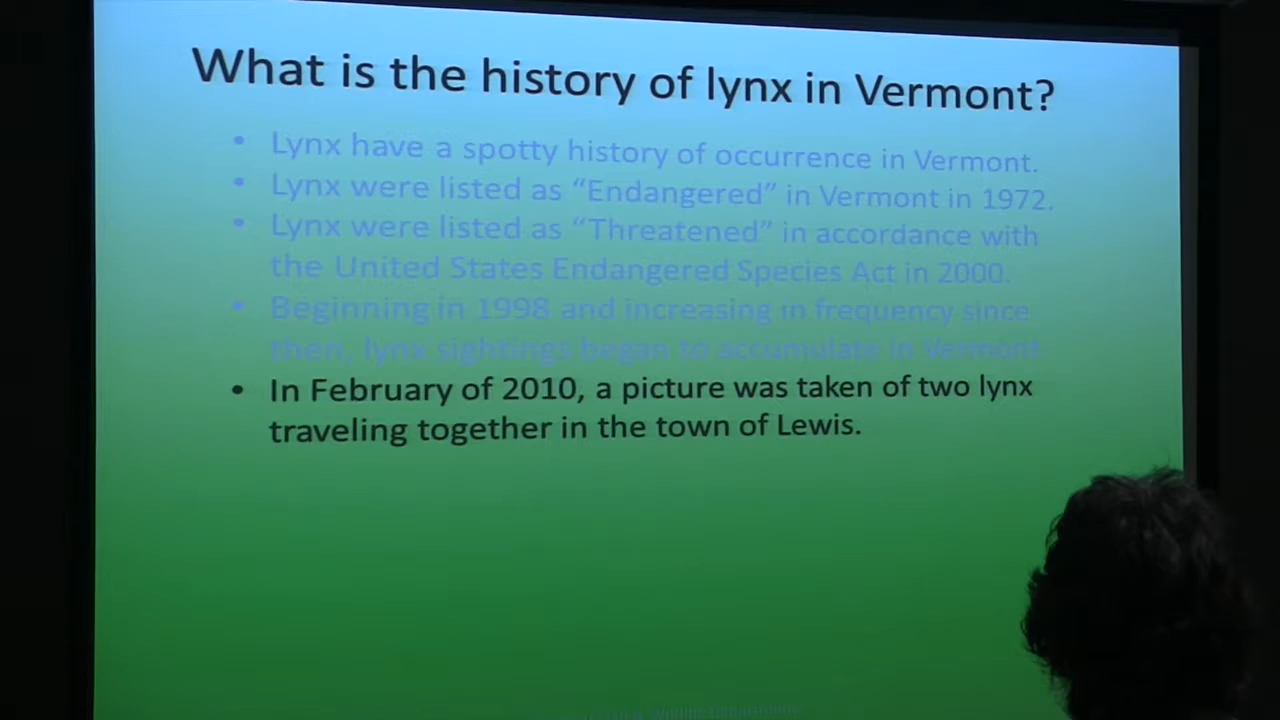 What is the history of lynx in Vermont?
• Lynx have a spotty history of occurrence in Vermont.
• Lynx were listed as “Endangered” in Vermont in 1972.
• Lynx were listed as “Threatened” in accordance with
the United States Endangered Species Act in 2000.
• Beginning in 1998 and increasing in frequency since
then, lynx sightings began to accumulate in Vermont
• In February of 2010, a picture was taken of two lynx
traveling together in the town of Lewis.